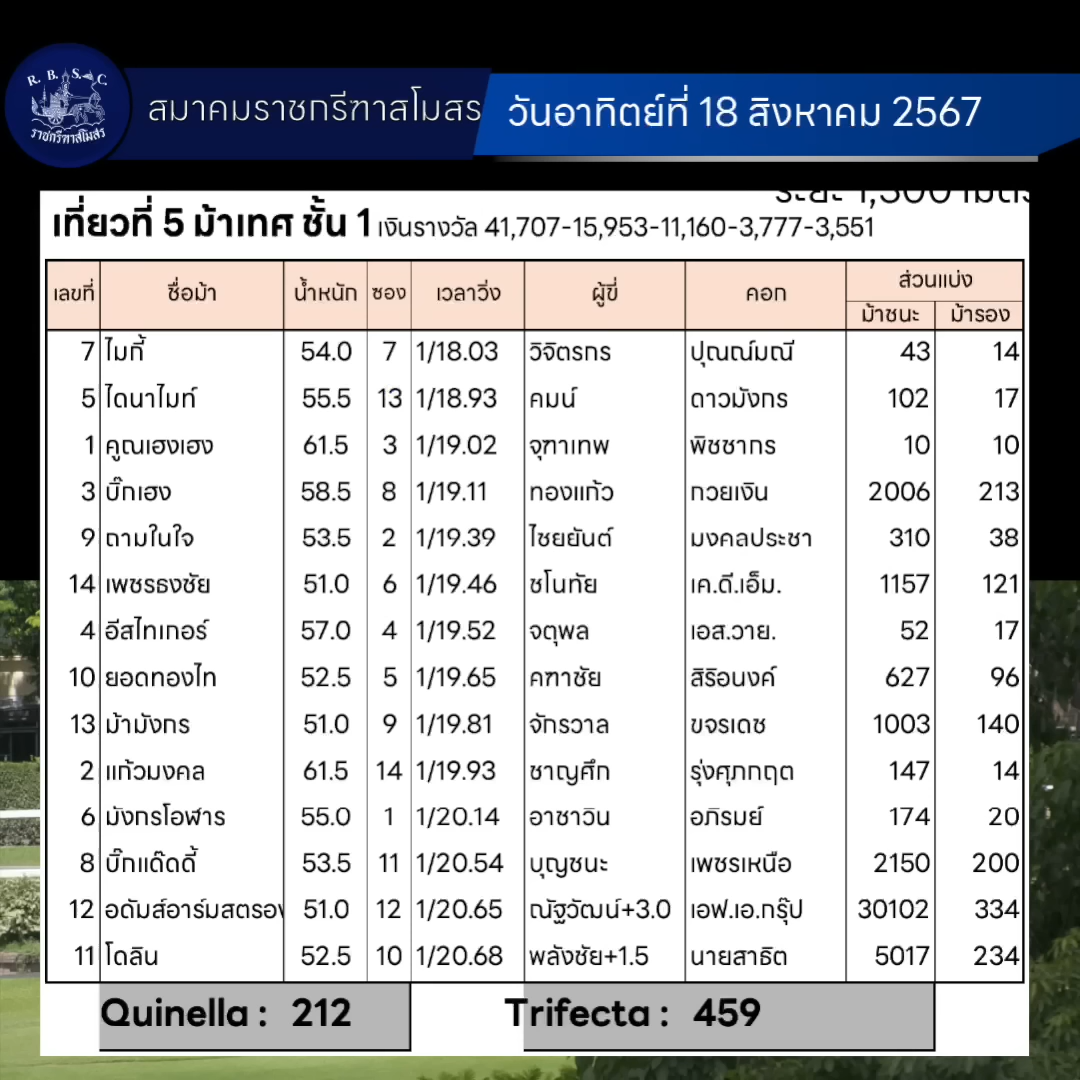 R. B. S. C.
ราชกรีฑาสโมสร
สมาคมราชกรีฑาสโมสร
วันอาทิตย์ที่ 18 สิงหาคม 2567
เที่ยวที่ 5 ม้าเทศ ชั้น 1 เงินรางวัล 41,707-15,953-11,160-3,777-3,551
เลขที่ ชื่อม้า น้ำหนัก ซอง เวลาวิ่ง ผู้ขี่ คอก ส่วนแบ่ง
ม้าชนะ ม้ารอง
7 ไมกี้ 54.0 7 1/18.03 วิจิตรกร ปุณณ์มณี 43 14
5 ไดนาไมท์ 55.5 13 1/18.93 คมน์ ดาวมังกร 102 17
1 คูณเฮงเฮง 61.5 3 1/19.02 จุฑาเทพ พิชชากร 10 10
3 บิ๊กเฮง 58.5 8 1/19.11 ทองแก้ว กวยเงิน 2006 213
9 ถามในใจ 53.5 2 1/19.39 ไชยยันต์ มงคลประชา 310 38
14 เพชรธงชัย 51.0 6 1/19.46 ชโนทัย เค.ดี.เอ็ม. 1157 121
4 อีสไทเกอร์ 57.0 4 1/19.52 จตุพล เอส.วาย. 52 17
10 ยอดทองไท 52.5 5 1/19.65 คฑาชัย สิริอนงค์ 627 96
13 ม้ามังกร 51.0 9 1/19.81 จักรวาล ขจรเดช 1003 140
2 แก้วมงคล 61.5 14 1/19.93 ชาญศึก รุ่งศุภกฤต 147 14
6 มังกรโอฬาร 55.0 1 1/20.14 อาชาวิน อภิรมย์ 174 20
8 บิ๊กแด๊ดดี้ 53.5 11 1/20.54 บุญชนะ เพชรเหนือ 2150 200
12 อดัมส์อาร์มสตรอง 51.0 12 1/20.65 ณัฐวัฒน์+3.0 เอฟ.เอ.กรุ๊ป 30102 334
11 โดลิน 52.5 10 1/20.68 พลังชัย+1.5 นายสาธิต 5017 234
Quinella : 212 Trifecta : 459